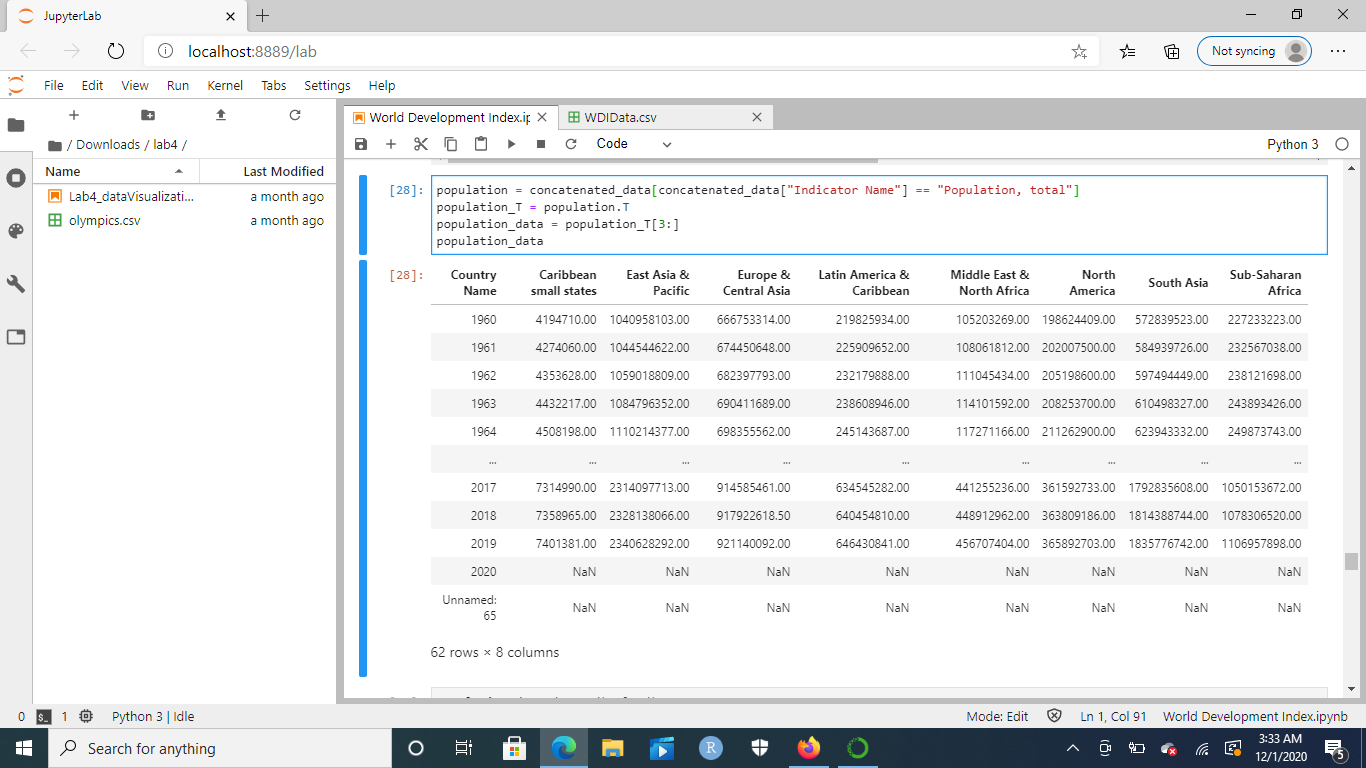 JupyterLab
localhost:8889/lab
Not syncing
File Edit View Run Kernel Tabs Settings Help
/ Downloads / lab4 /
Name Last Modified
Lab4_dataVisualizati... a month ago
olympics.csv a month ago
World Development Index.ip WDIData.csv
Code Python 3
[28]: population = concatenated_data[concatenated_data["Indicator Name"] == "Population, total"]
population_T = population.T
population_data = population_T[3:]
population_data
[28]: Country Name Caribbean small states East Asia & Pacific Europe & Central Asia Latin America & Caribbean Middle East & North Africa North America South Asia Sub-Saharan Africa
1960 4194710.00 1040958103.00 666753314.00 219825934.00 105203269.00 198624409.00 572839523.00 227233223.00
1961 4274060.00 1044544622.00 674450648.00 225909652.00 108061812.00 202007500.00 584939726.00 232567038.00
1962 4353628.00 1059018809.00 682397793.00 232179888.00 111045434.00 205198600.00 597494449.00 238121698.00
1963 4432217.00 1084796352.00 690411689.00 238608946.00 114101592.00 208253700.00 610498327.00 243893426.00
1964 4508198.00 1110214377.00 698355562.00 245143687.00 117271166.00 211262900.00 623943332.00 249873743.00
... ... ... ... ... ... ... ... ...
2017 7314990.00 2314097713.00 914585461.00 634545282.00 441255236.00 361592733.00 1792835608.00 1050153672.00
2018 7358965.00 2328138066.00 917922618.50 640454810.00 448912962.00 363809186.00 1814388744.00 1078306520.00
2019 7401381.00 2340628292.00 921140092.00 646430841.00 456707404.00 365892703.00 1835776742.00 1106957898.00
2020 NaN NaN NaN NaN NaN NaN NaN NaN
Unnamed: 65 NaN NaN NaN NaN NaN NaN NaN NaN
62 rows × 8 columns
0 $_ 1 Python 3 | Idle Mode: Edit Ln 1, Col 91 World Development Index.ipynb
Search for anything
R
3:33 AM
12/1/2020
5